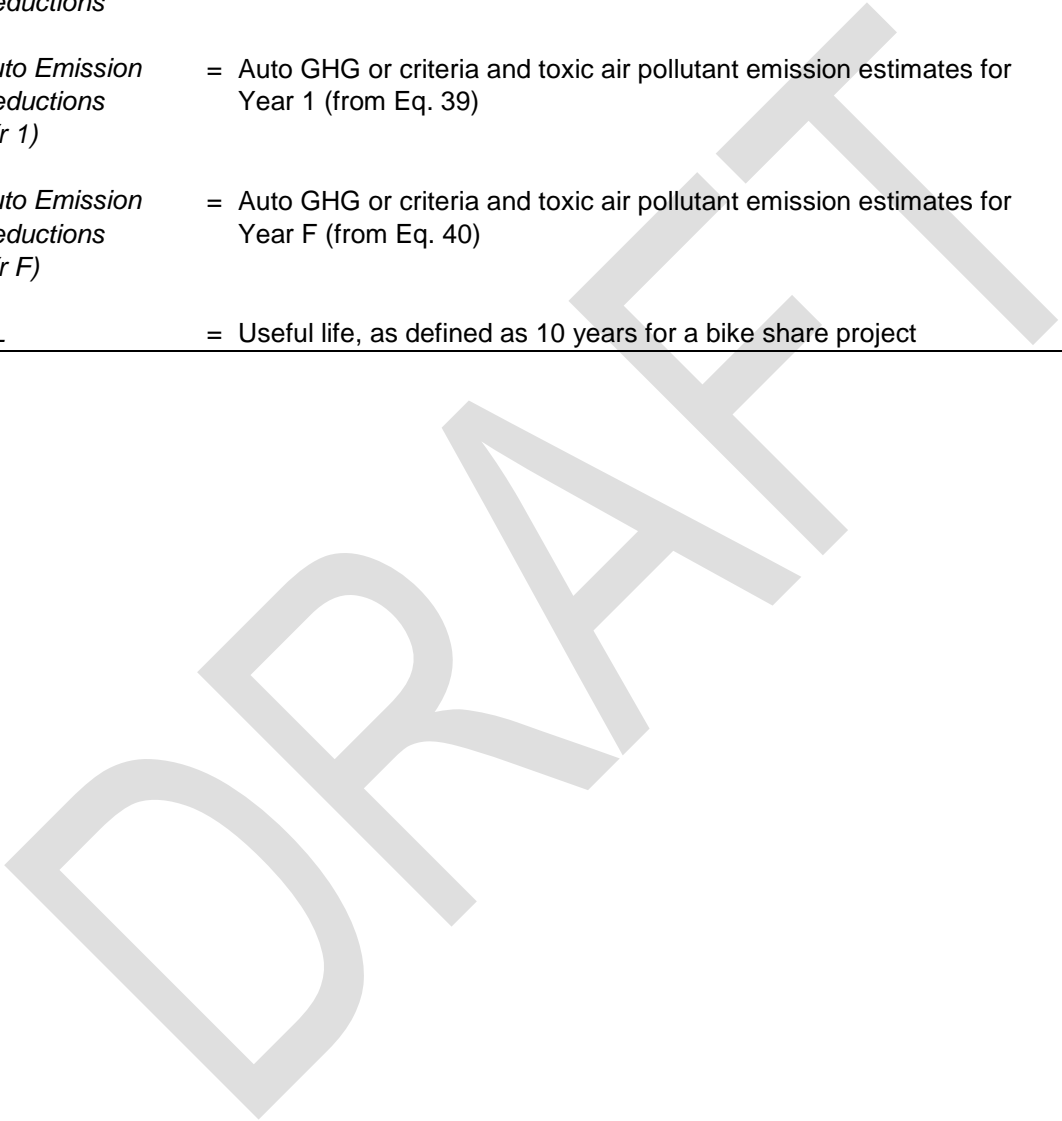 eductions
uto Emission = Auto GHG or criteria and toxic air pollutant emission estimates for
eductions Year 1 (from Eq. 39)
r 1)
uto Emission = Auto GHG or criteria and toxic air pollutant emission estimates for
eductions Year F (from Eq. 40)
r F)
= Useful life, as defined as 10 years for a bike share project
DRAFT